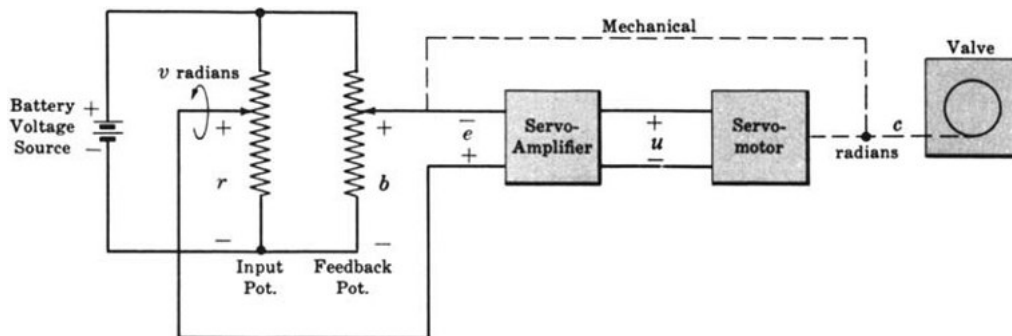 Mechanical
Valve
v radians
Battery
Voltage
Source
+
−
+
+
r
b
−
−
Input
Pot.
Feedback
Pot.
−
e
+
Servo-
Amplifier
+
u
−
Servo-
motor
c
radians